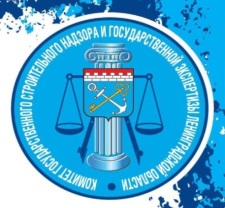 КОМИТЕТ ГОСУДАРСТВЕННОГО СТРОИТЕЛЬНОГО НАДЗОРА И ГОСУДАРСТВЕННОЙ ЭКСПЕРТИЗЫ ЛЕНИНГРАДСКОЙ ОБЛАСТИ